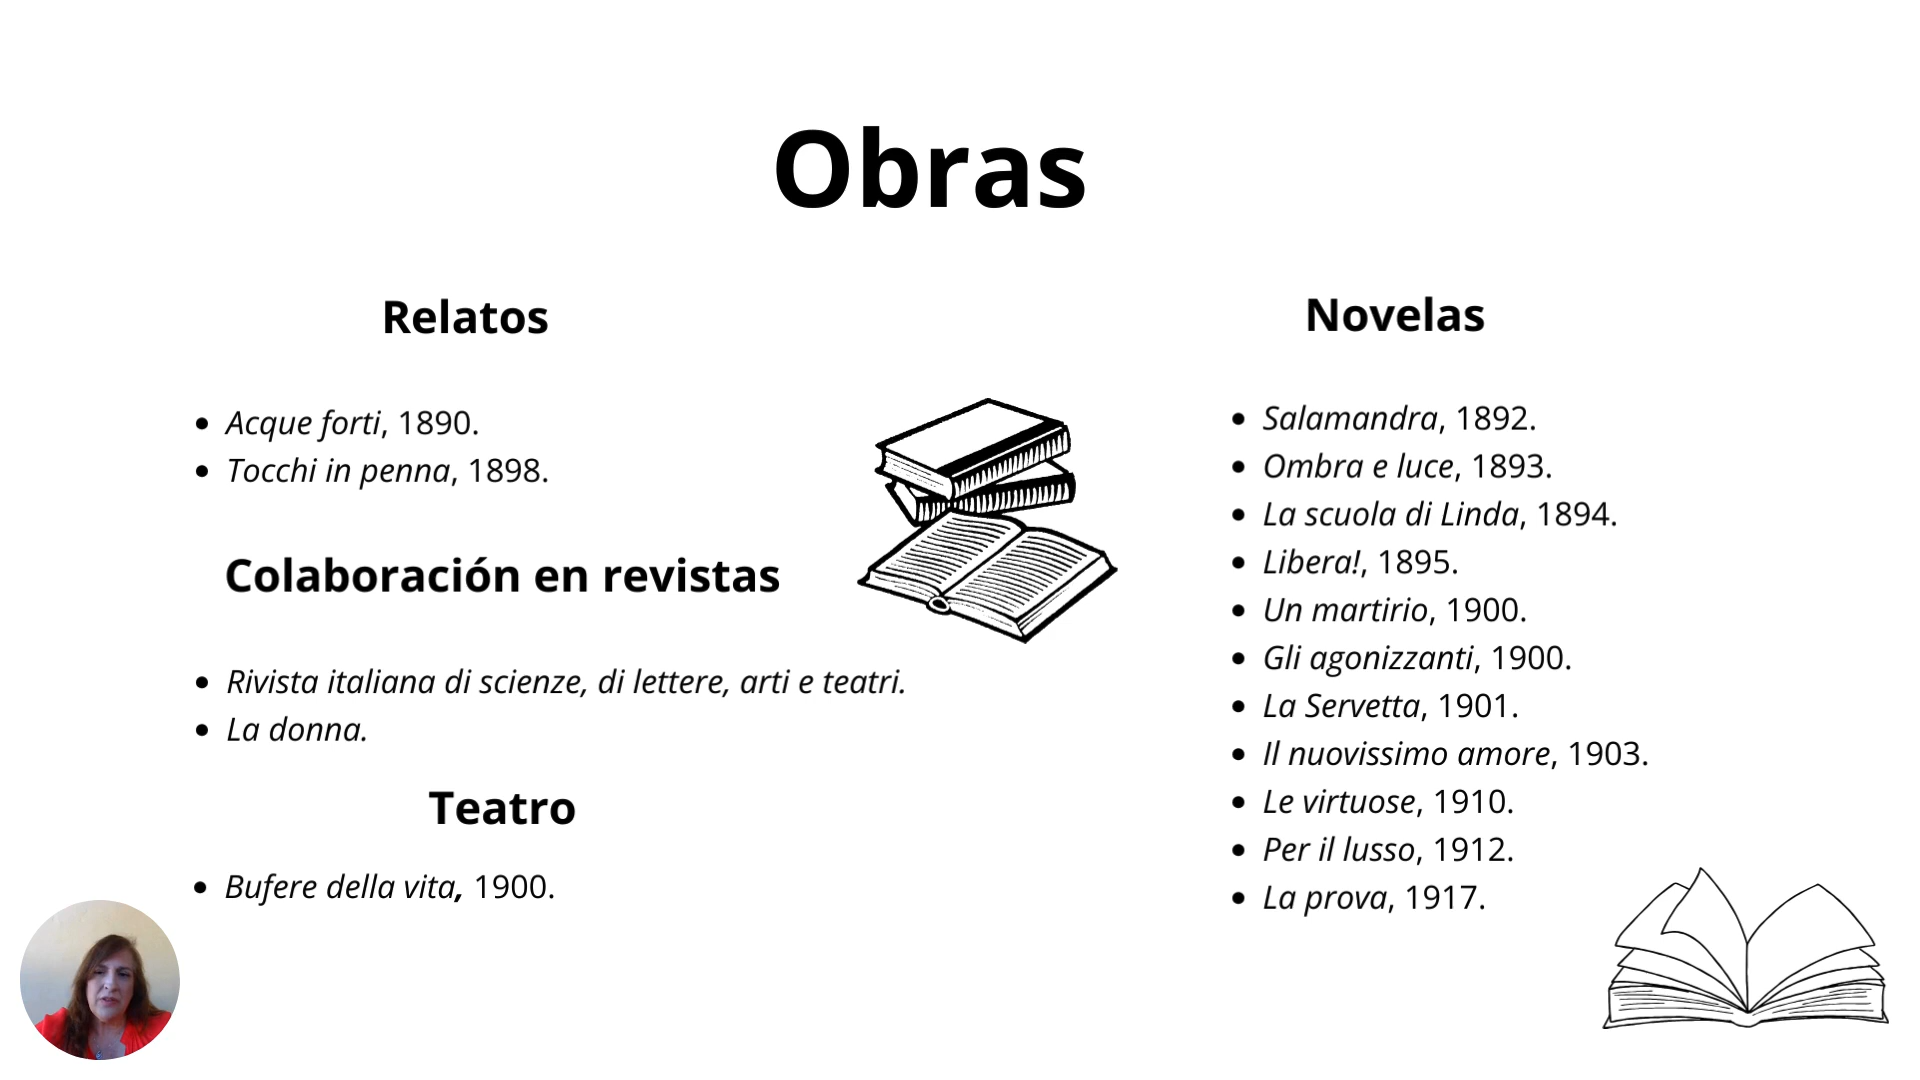 Obras
Relatos
Acque forti, 1890.
Tocchi in penna, 1898.
Colaboración en revistas
Rivista italiana di scienze, di lettere, arti e teatri.
La donna.
Teatro
Bufere della vita, 1900.
Novelas
Salamandra, 1892.
Ombra e luce, 1893.
La scuola di Linda, 1894.
Libera!, 1895.
Un martirio, 1900.
Gli agonizzanti, 1900.
La Servetta, 1901.
Il nuovissimo amore, 1903.
Le virtuose, 1910.
Per il lusso, 1912.
La prova, 1917.